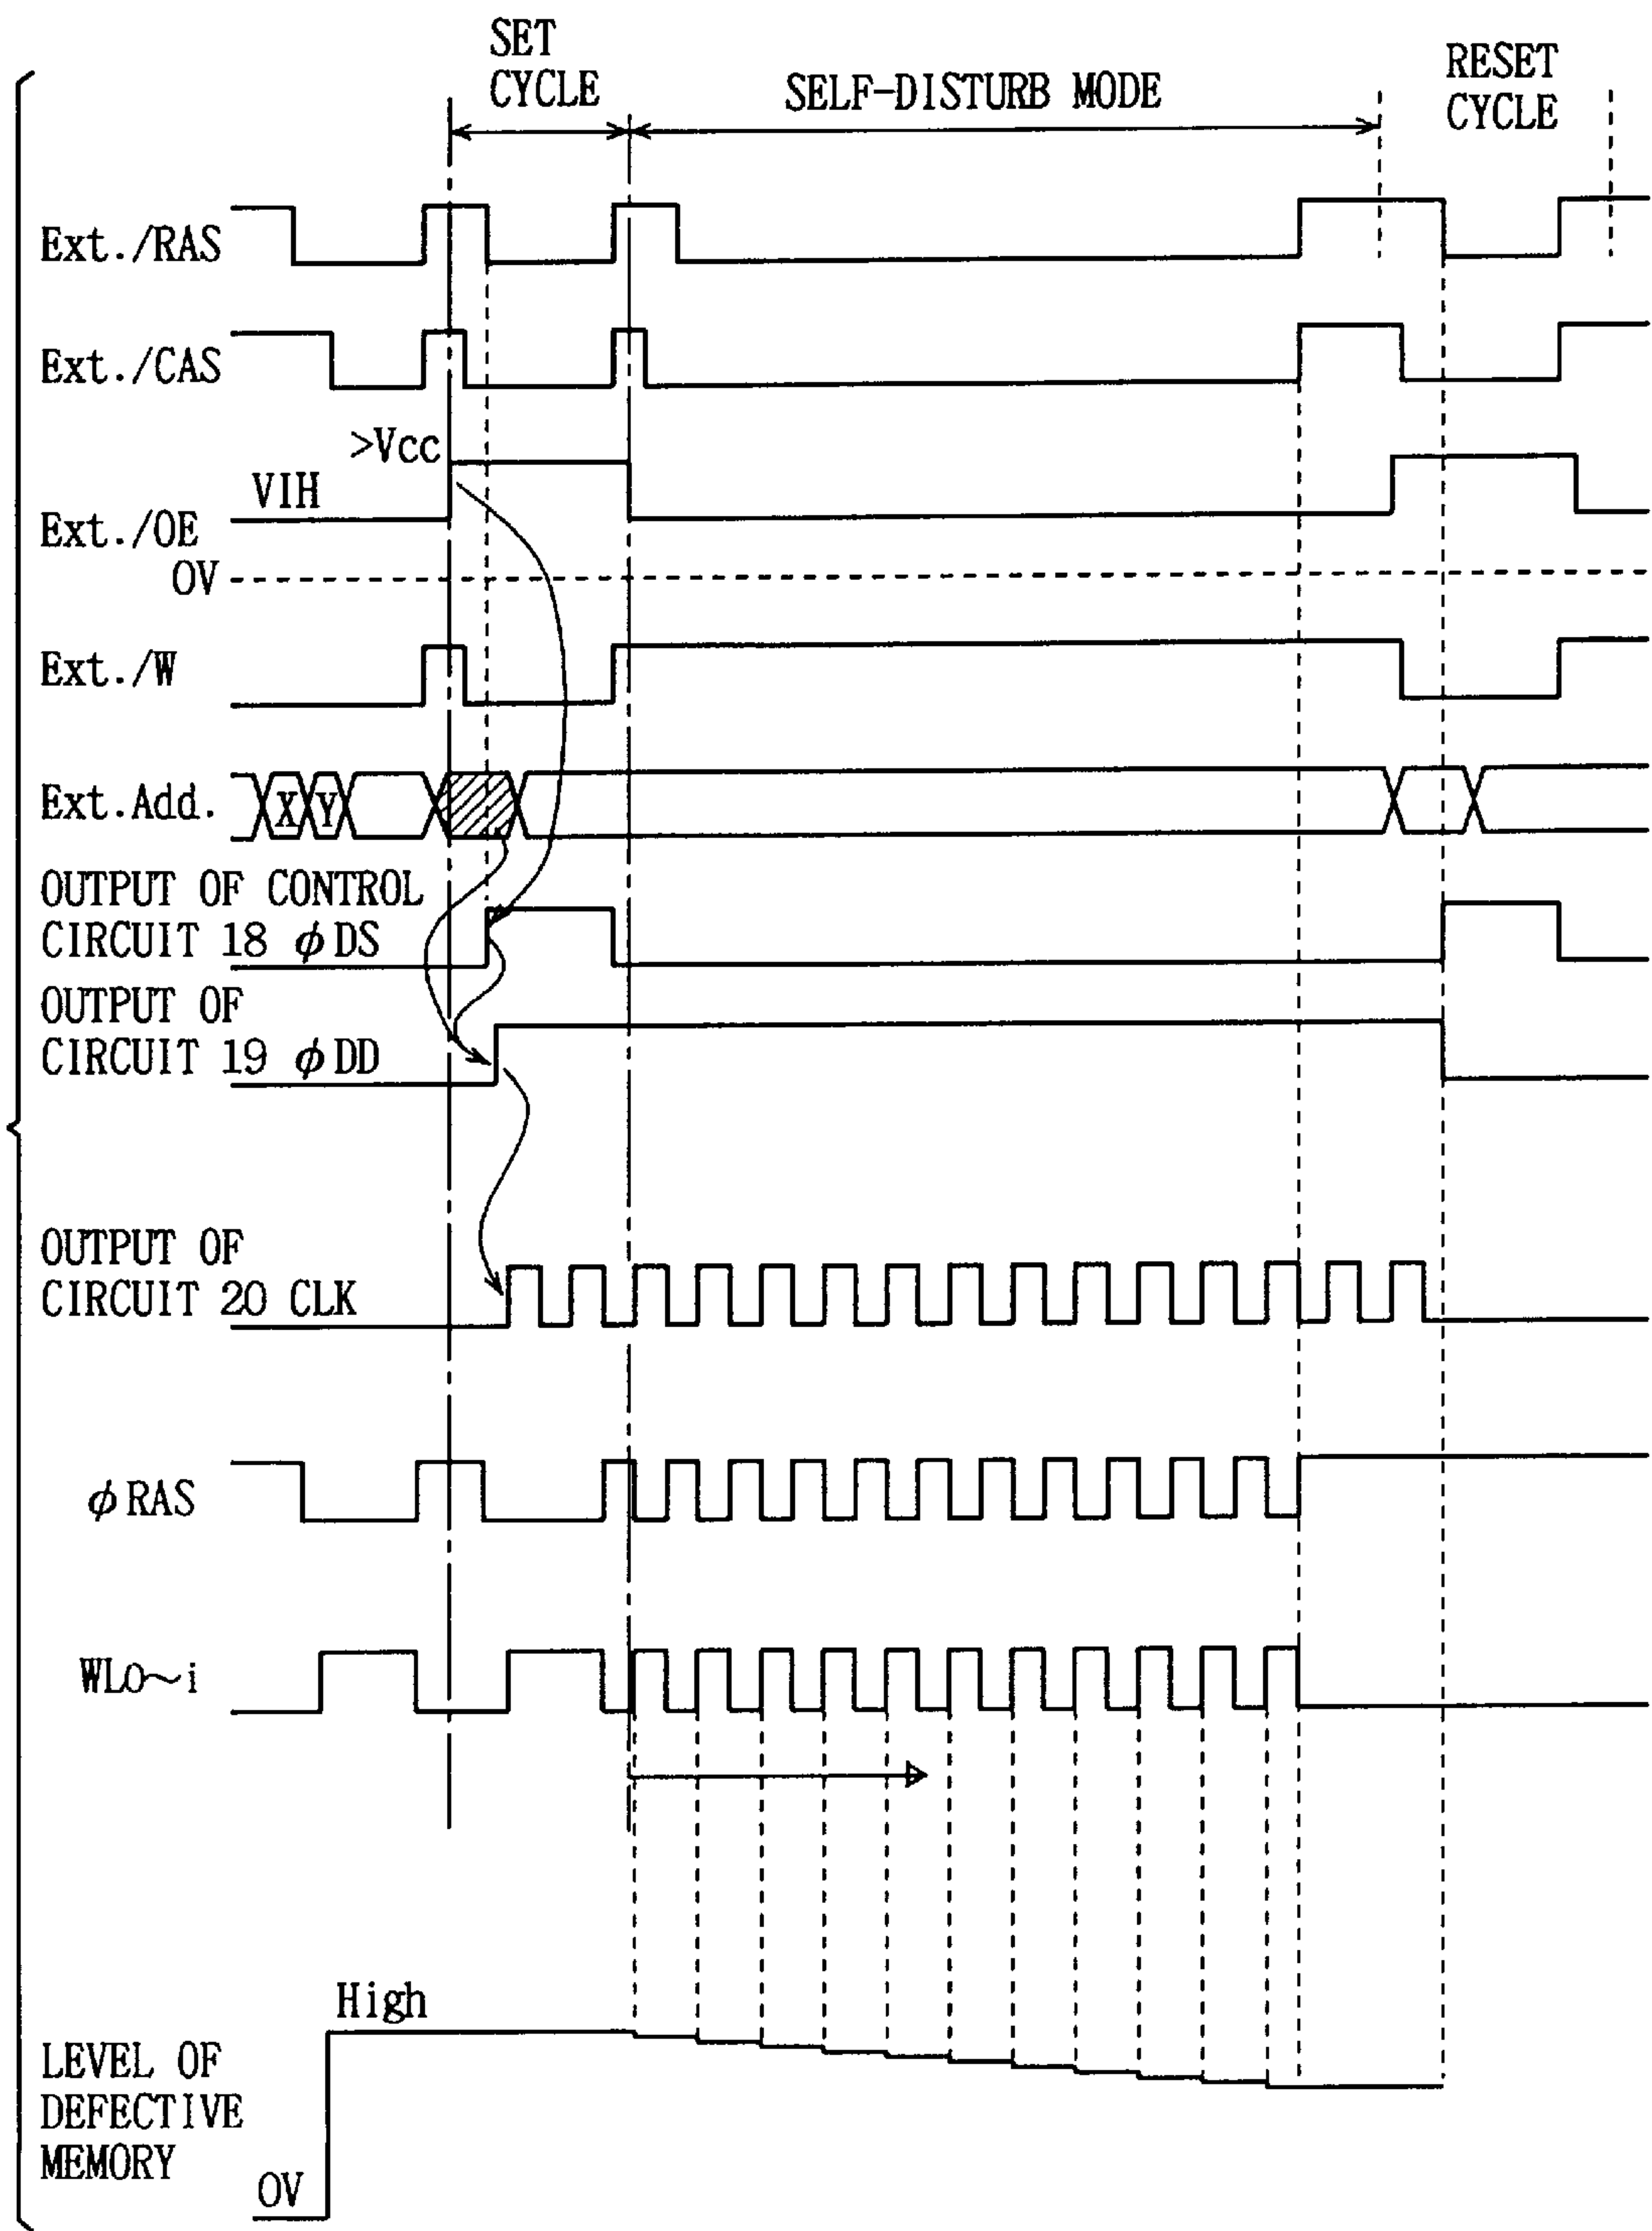 SET
CYCLE
SELF-DISTURB MODE
RESET
CYCLE
Ext./RAS
Ext./CAS
>Vcc
VIH
Ext./OE
OV
Ext./W
Ext.Add.
X Y
OUTPUT OF CONTROL
CIRCUIT 18 φDS
OUTPUT OF
CIRCUIT 19 φDD
OUTPUT OF
CIRCUIT 20 CLK
φRAS
WLO~i
High
LEVEL OF
DEFECTIVE
MEMORY
OV